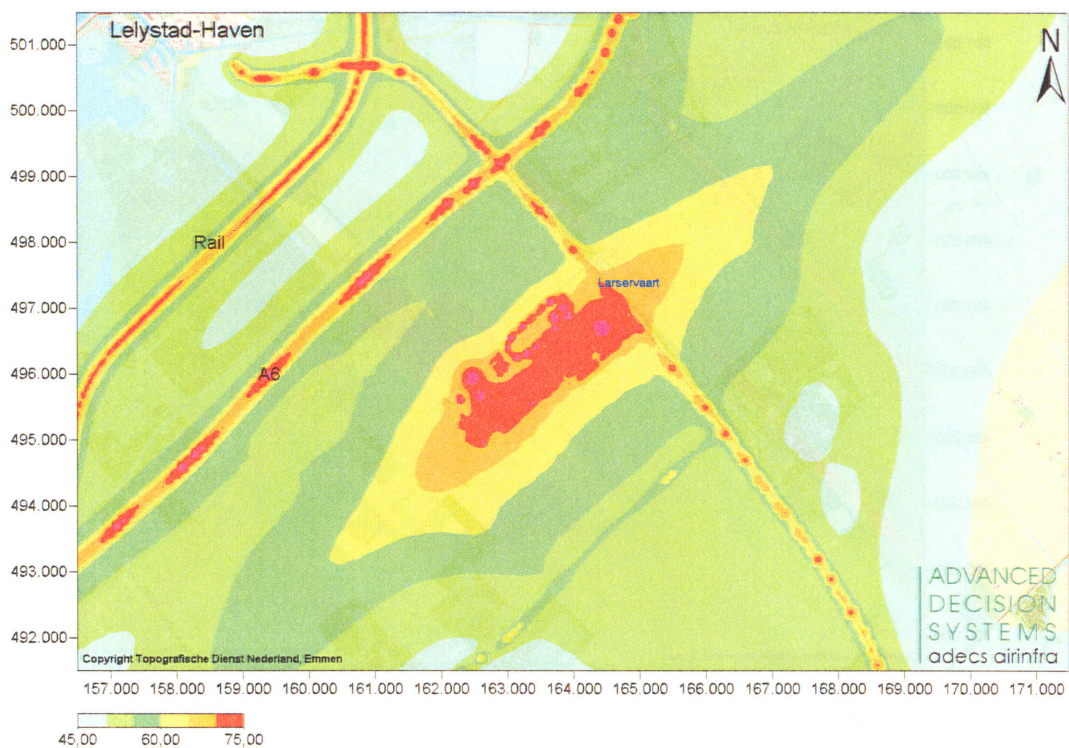 Lelystad-Haven
N
501.000
500.000
499.000
498.000
497.000
496.000
495.000
494.000
493.000
492.000
Rail
A6
Larservaart
ADVANCED
DECISION
SYSTEMS
adecs airinfra
Copyright Topografische Dienst Nederland, Emmen
157.000 158.000 159.000 160.000 161.000 162.000 163.000 164.000 165.000 166.000 167.000 168.000 169.000 170.000 171.000
45,00 60,00 75,00